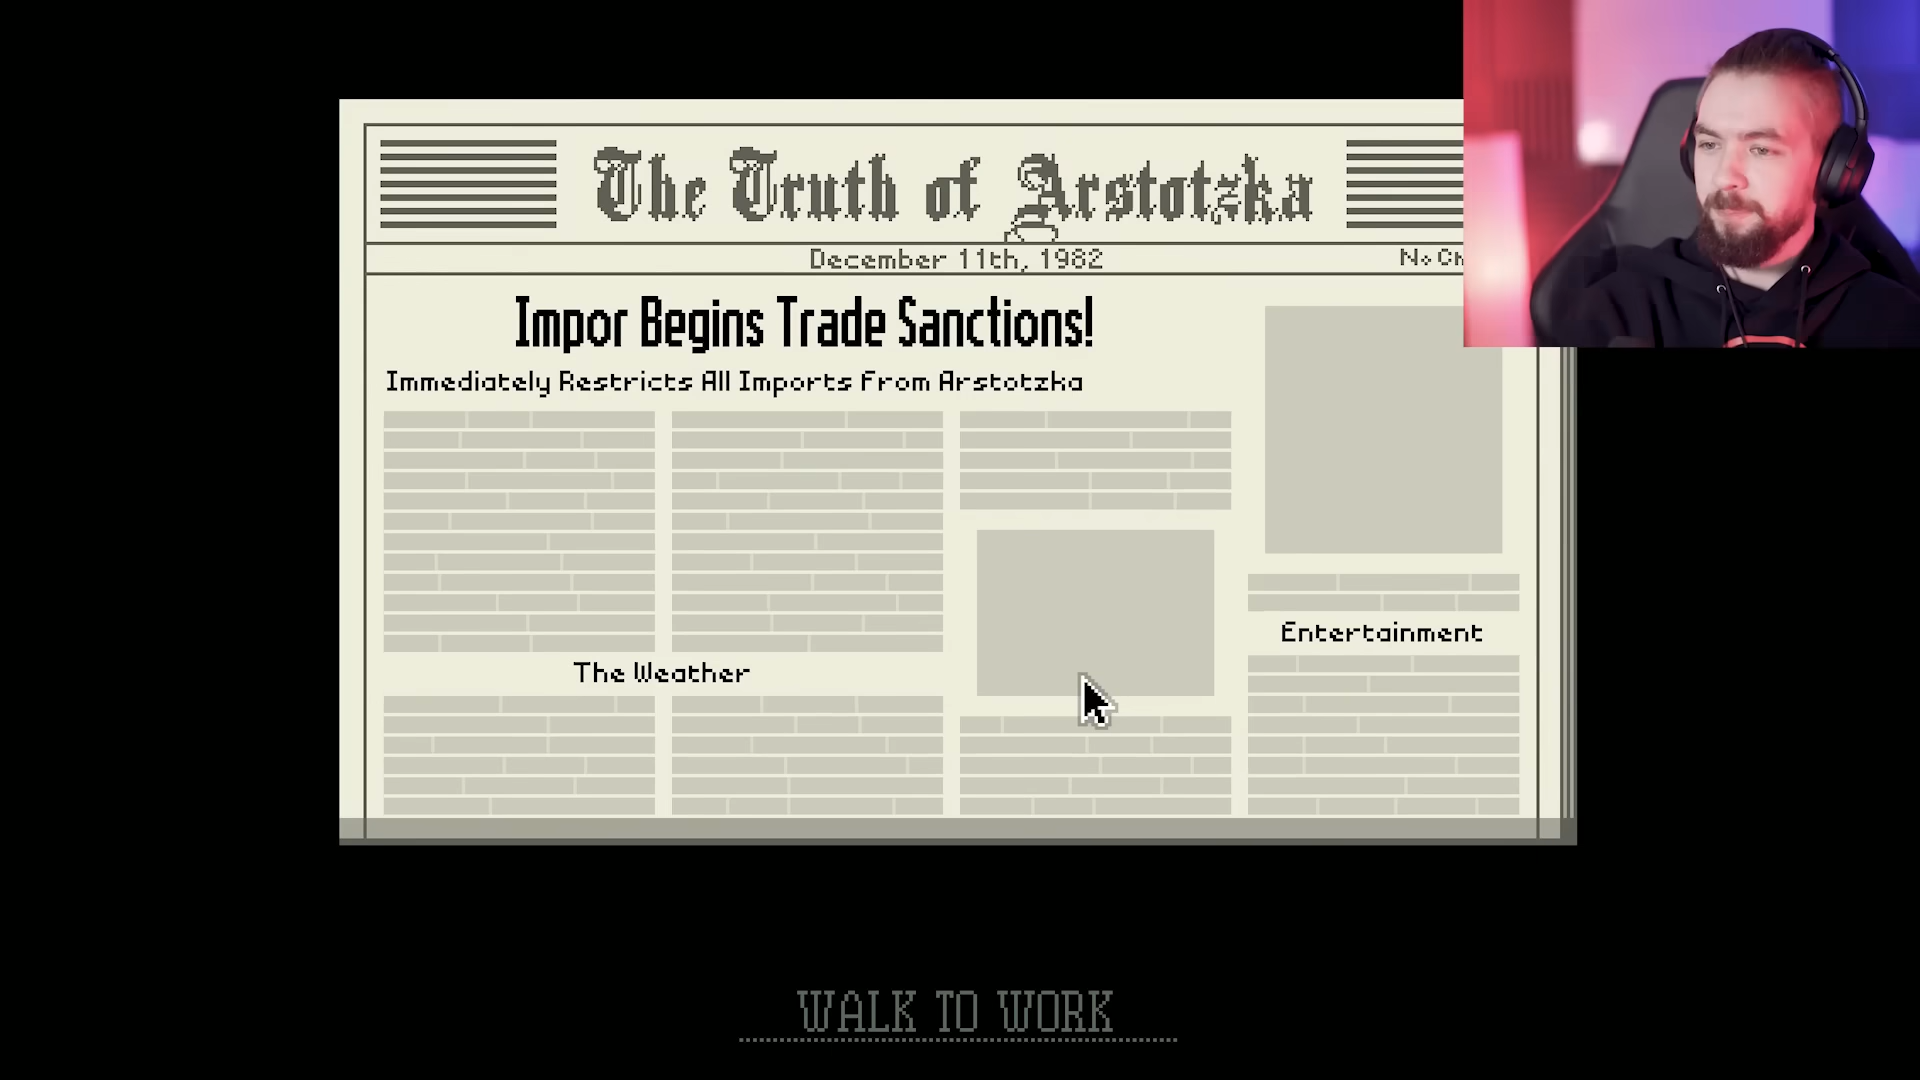 The Truth of Arstotzka
December 11th, 1982
No
Impor Begins Trade Sanctions!
Immediately Restricts All Imports From Arstotzka
Entertainment
The Weather
WALK TO WORK